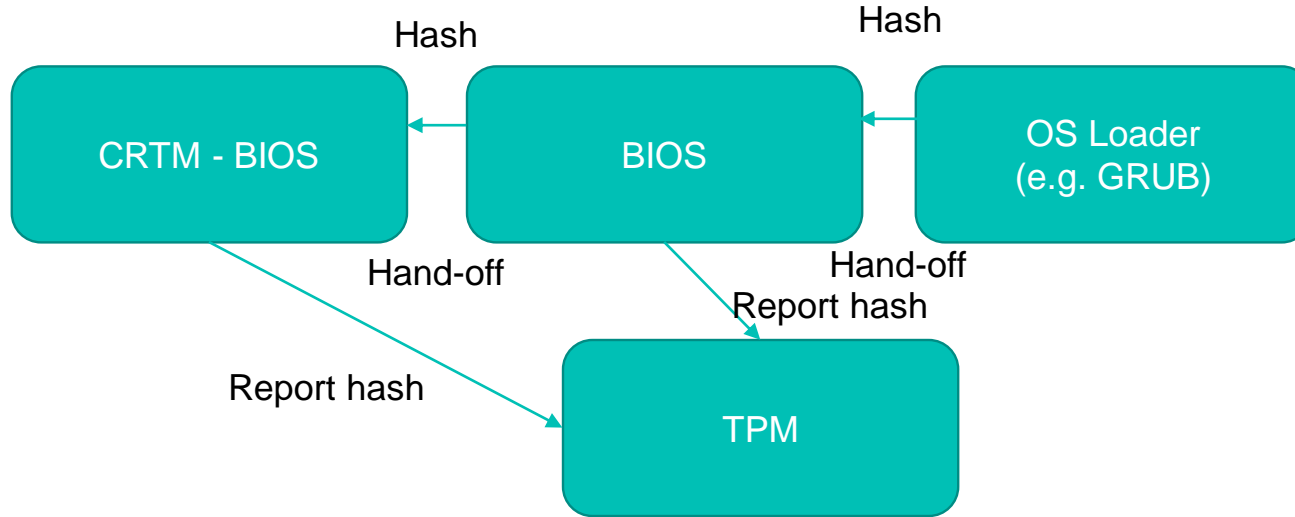 Hash
Hash
CRTM - BIOS
BIOS
OS Loader
(e.g. GRUB)
Hand-off
Hand-off
Report hash
Report hash
TPM